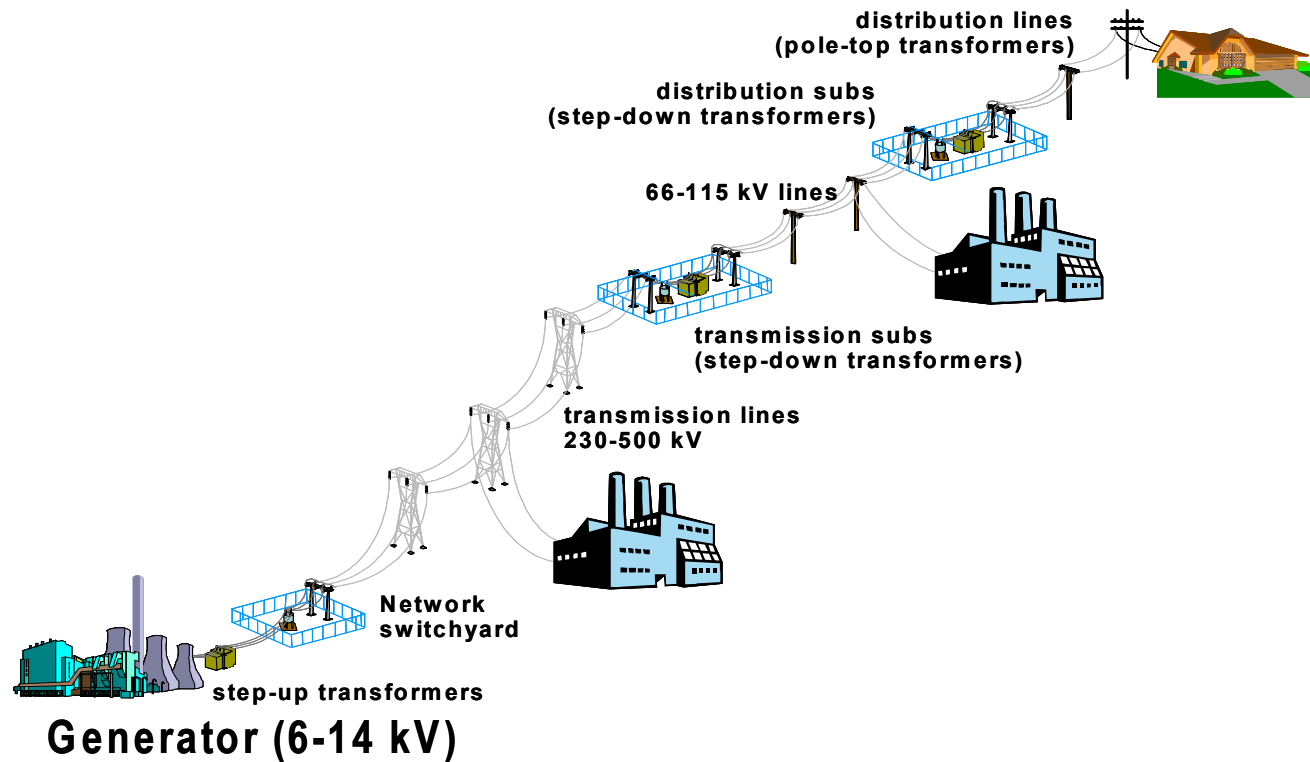 distribution lines
(pole-top transformers)
distribution subs
(step-down transformers)
66-115 kV lines
transmission subs
(step-down transformers)
transmission lines
230-500 kV
Network
switchyard
step-up transformers
Generator (6-14 kV)